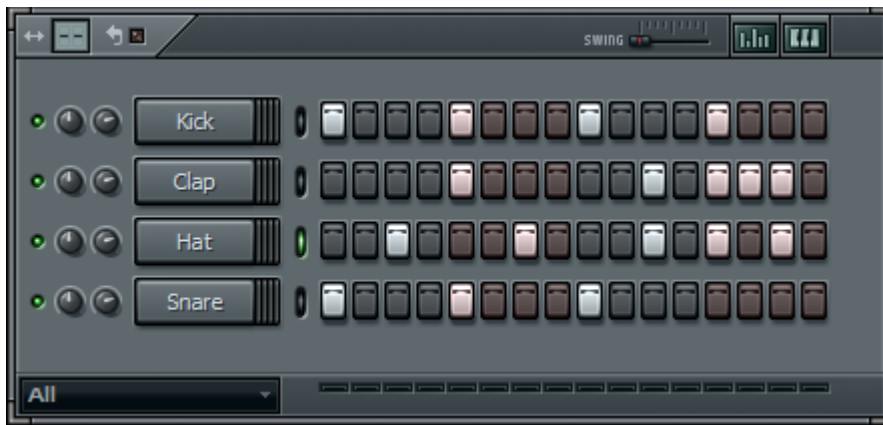 SWING
Kick
Clap
Hat
Snare
All